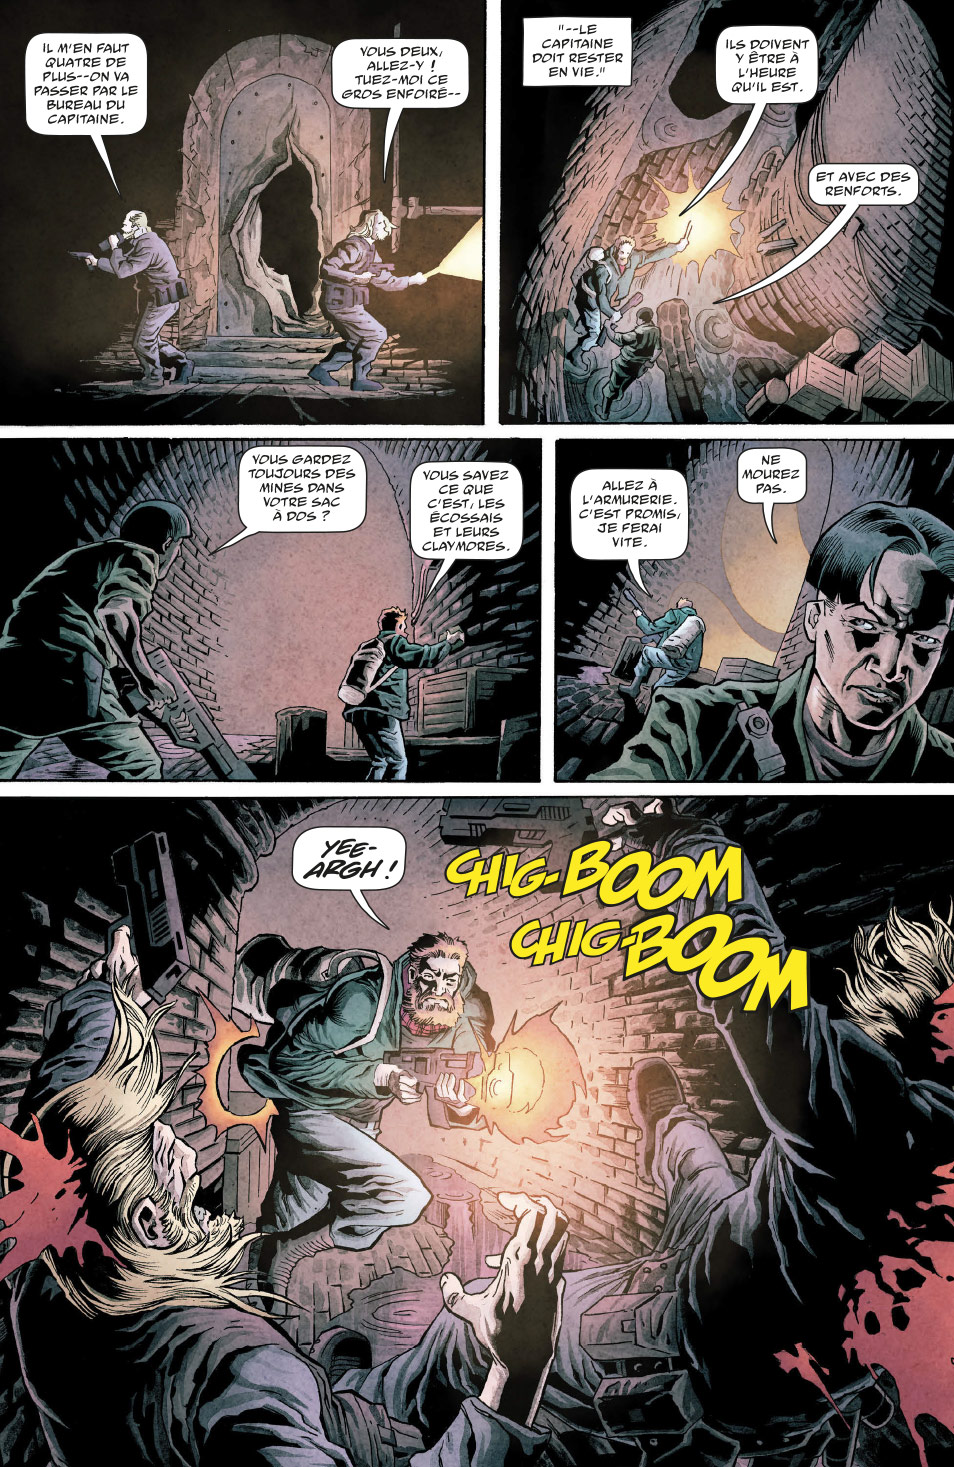 IL M'EN FAUT
QUATRE DE
PLUS--ON VA
PASSER PAR LE
BUREAU DU
CAPITAINE.
VOUS DEUX,
ALLEZ-Y !
TUEZ-MOI CE
GROS ENFOIRÉ--
"--LE
CAPITAINE
DOIT RESTER
EN VIE."
ILS DOIVENT
Y ÊTRE À
L'HEURE
QU'IL EST.
ET AVEC DES
RENFORTS.
VOUS GARDEZ
TOUJOURS DES
MINES DANS
VOTRE SAC
À DOS ?
VOUS SAVEZ
CE QUE
C'EST, LES
ÉCOSSAIS
ET LEURS
CLAYMORES.
ALLEZ À
L'ARMURERIE.
C'EST PROMIS,
JE FERAI
VITE.
NE
MOUREZ
PAS.
YEE-
ARGH !
CHIG-BOOM
CHIG-BOOM